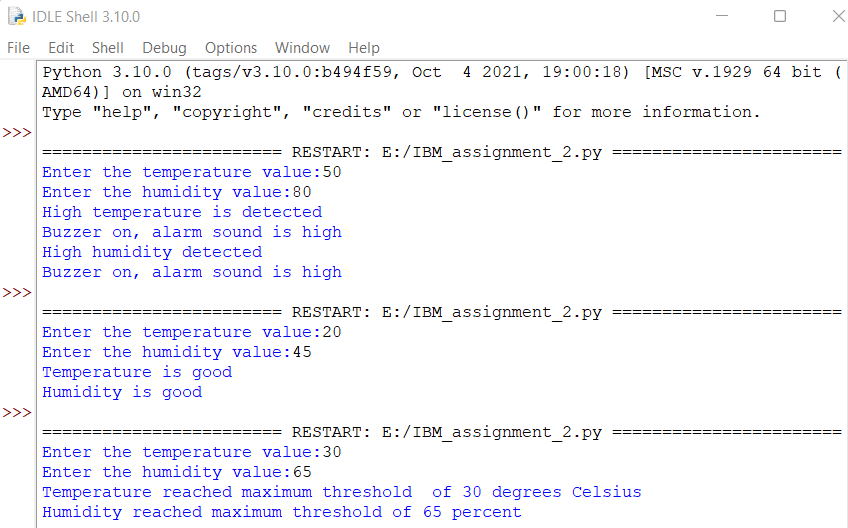 IDLE Shell 3.10.0
File Edit Shell Debug Options Window Help
Python 3.10.0 (tags/v3.10.0:b494f59, Oct  4 2021, 19:00:18) [MSC v.1929 64 bit (
AMD64)] on win32
Type "help", "copyright", "credits" or "license()" for more information.
>>>
======================== RESTART: E:/IBM_assignment_2.py =======================
Enter the temperature value:50
Enter the humidity value:80
High temperature is detected
Buzzer on, alarm sound is high
High humidity detected
Buzzer on, alarm sound is high
>>>
======================== RESTART: E:/IBM_assignment_2.py =======================
Enter the temperature value:20
Enter the humidity value:45
Temperature is good
Humidity is good
>>>
======================== RESTART: E:/IBM_assignment_2.py =======================
Enter the temperature value:30
Enter the humidity value:65
Temperature reached maximum threshold  of 30 degrees Celsius
Humidity reached maximum threshold of 65 percent